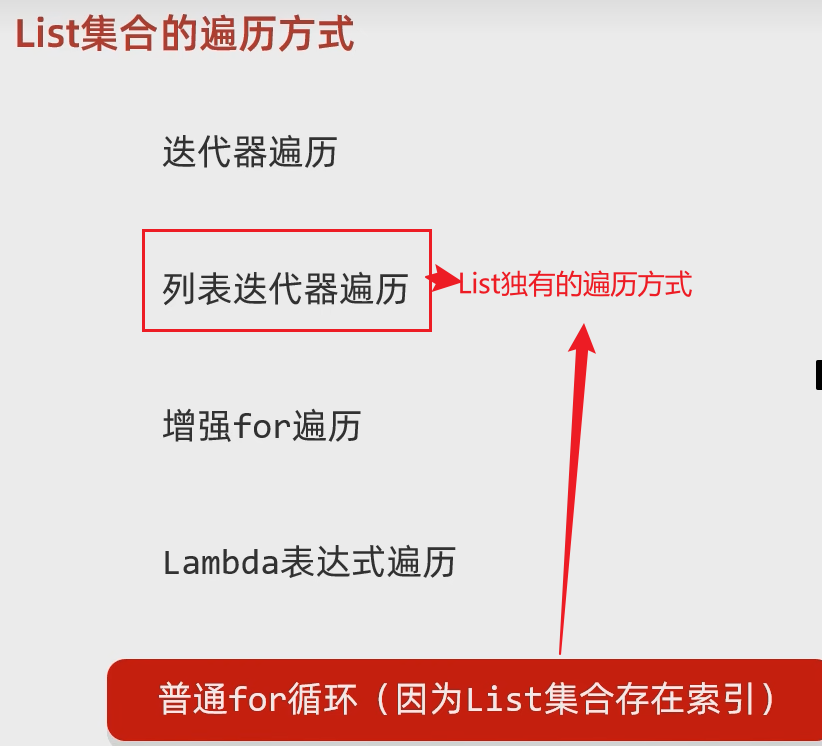 List集合的遍历方式
迭代器遍历
列表迭代器遍历
List独有的遍历方式
增强for遍历
Lambda表达式遍历
普通for循环（因为List集合存在索引）